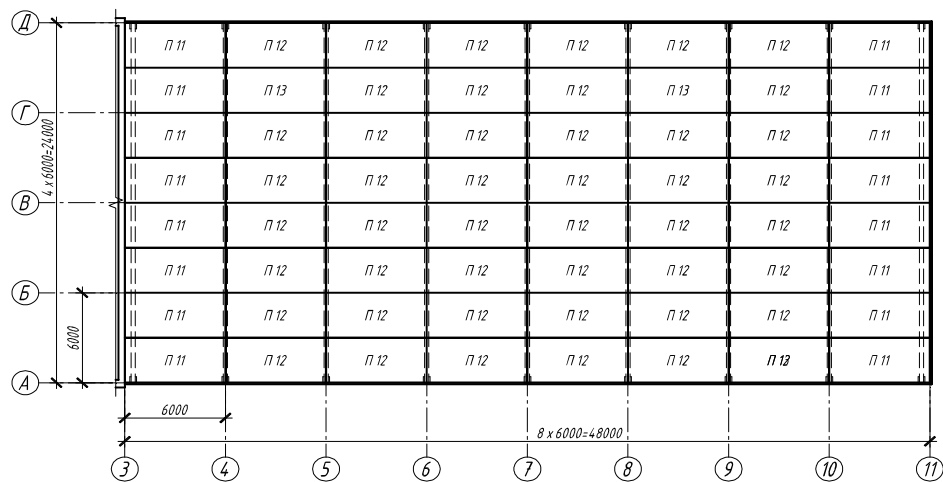 Д П 11 П 12 П 12 П 12 П 12 П 12 П 12 П 11
П 11 П 13 П 12 П 12 П 12 П 13 П 12 П 11
Г
4 x 6000=24000
П 11 П 12 П 12 П 12 П 12 П 12 П 12 П 11
П 11 П 12 П 12 П 12 П 12 П 12 П 12 П 11
В
П 11 П 12 П 12 П 12 П 12 П 12 П 12 П 11
П 11 П 12 П 12 П 12 П 12 П 12 П 12 П 11
Б
6000
П 11 П 12 П 12 П 12 П 12 П 12 П 12 П 11
П 11 П 12 П 12 П 12 П 12 П 12 П 11
А
6000
8 x 6000=48000
3 4 5 6 7 8 9 10 11